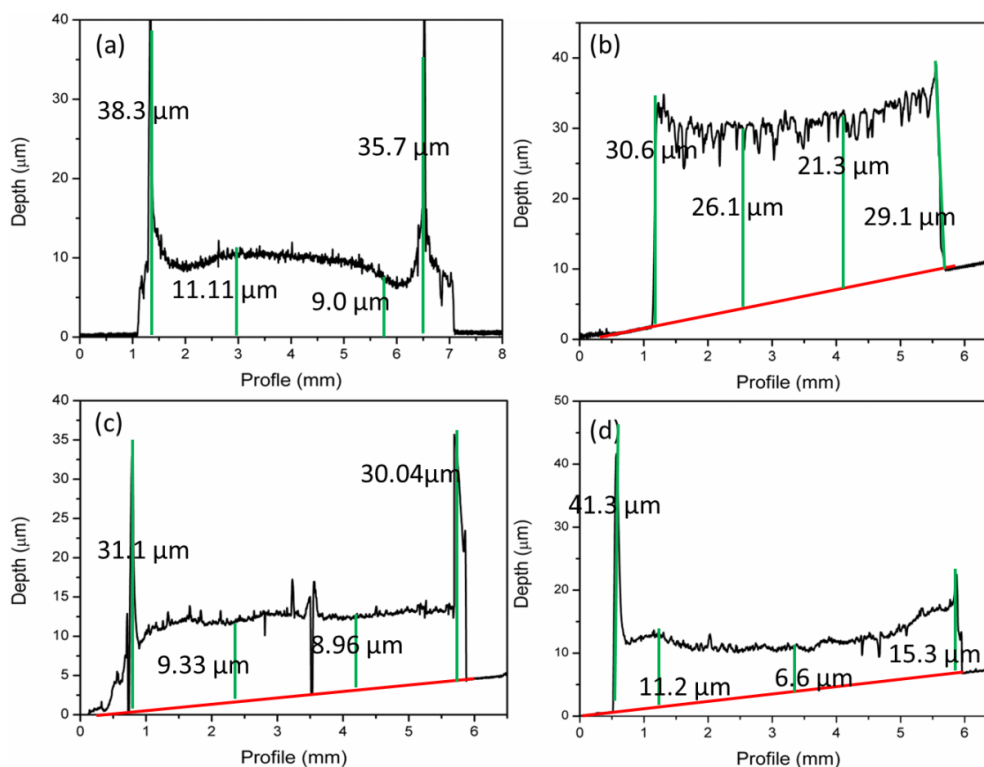 (a)
40
30
20
10
0
Depth (μm)
38.3 μm
35.7 μm
11.11 μm
9.0 μm
0 1 2 3 4 5 6 7 8
Profle (mm)
(b)
40
30
20
10
0
Depth (μm)
30.6 μm
26.1 μm
21.3 μm
29.1 μm
0 1 2 3 4 5 6
Profile (mm)
(c)
40
35
30
25
20
15
10
5
0
Depth (μm)
31.1 μm
30.04μm
9.33 μm
8.96 μm
0 1 2 3 4 5 6
Profile (mm)
(d)
50
40
30
20
10
0
Depth (μm)
41.3 μm
11.2 μm
6.6 μm
15.3 μm
0 1 2 3 4 5 6
Profile (mm)